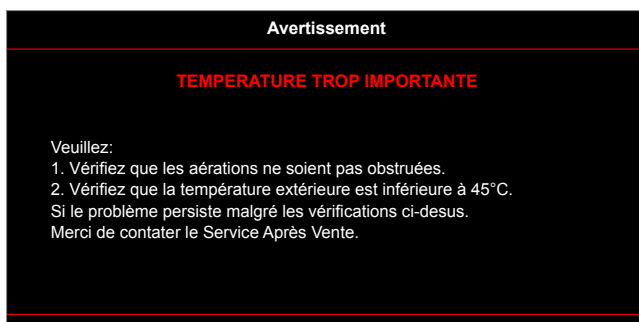 Avertissement
TEMPERATURE TROP IMPORTANTE
Veuillez:
1. Vérifiez que les aérations ne soient pas obstruées.
2. Vérifiez que la température extérieure est inférieure à 45°C.
Si le problème persiste malgré les vérifications ci-desus.
Merci de contater le Service Après Vente.